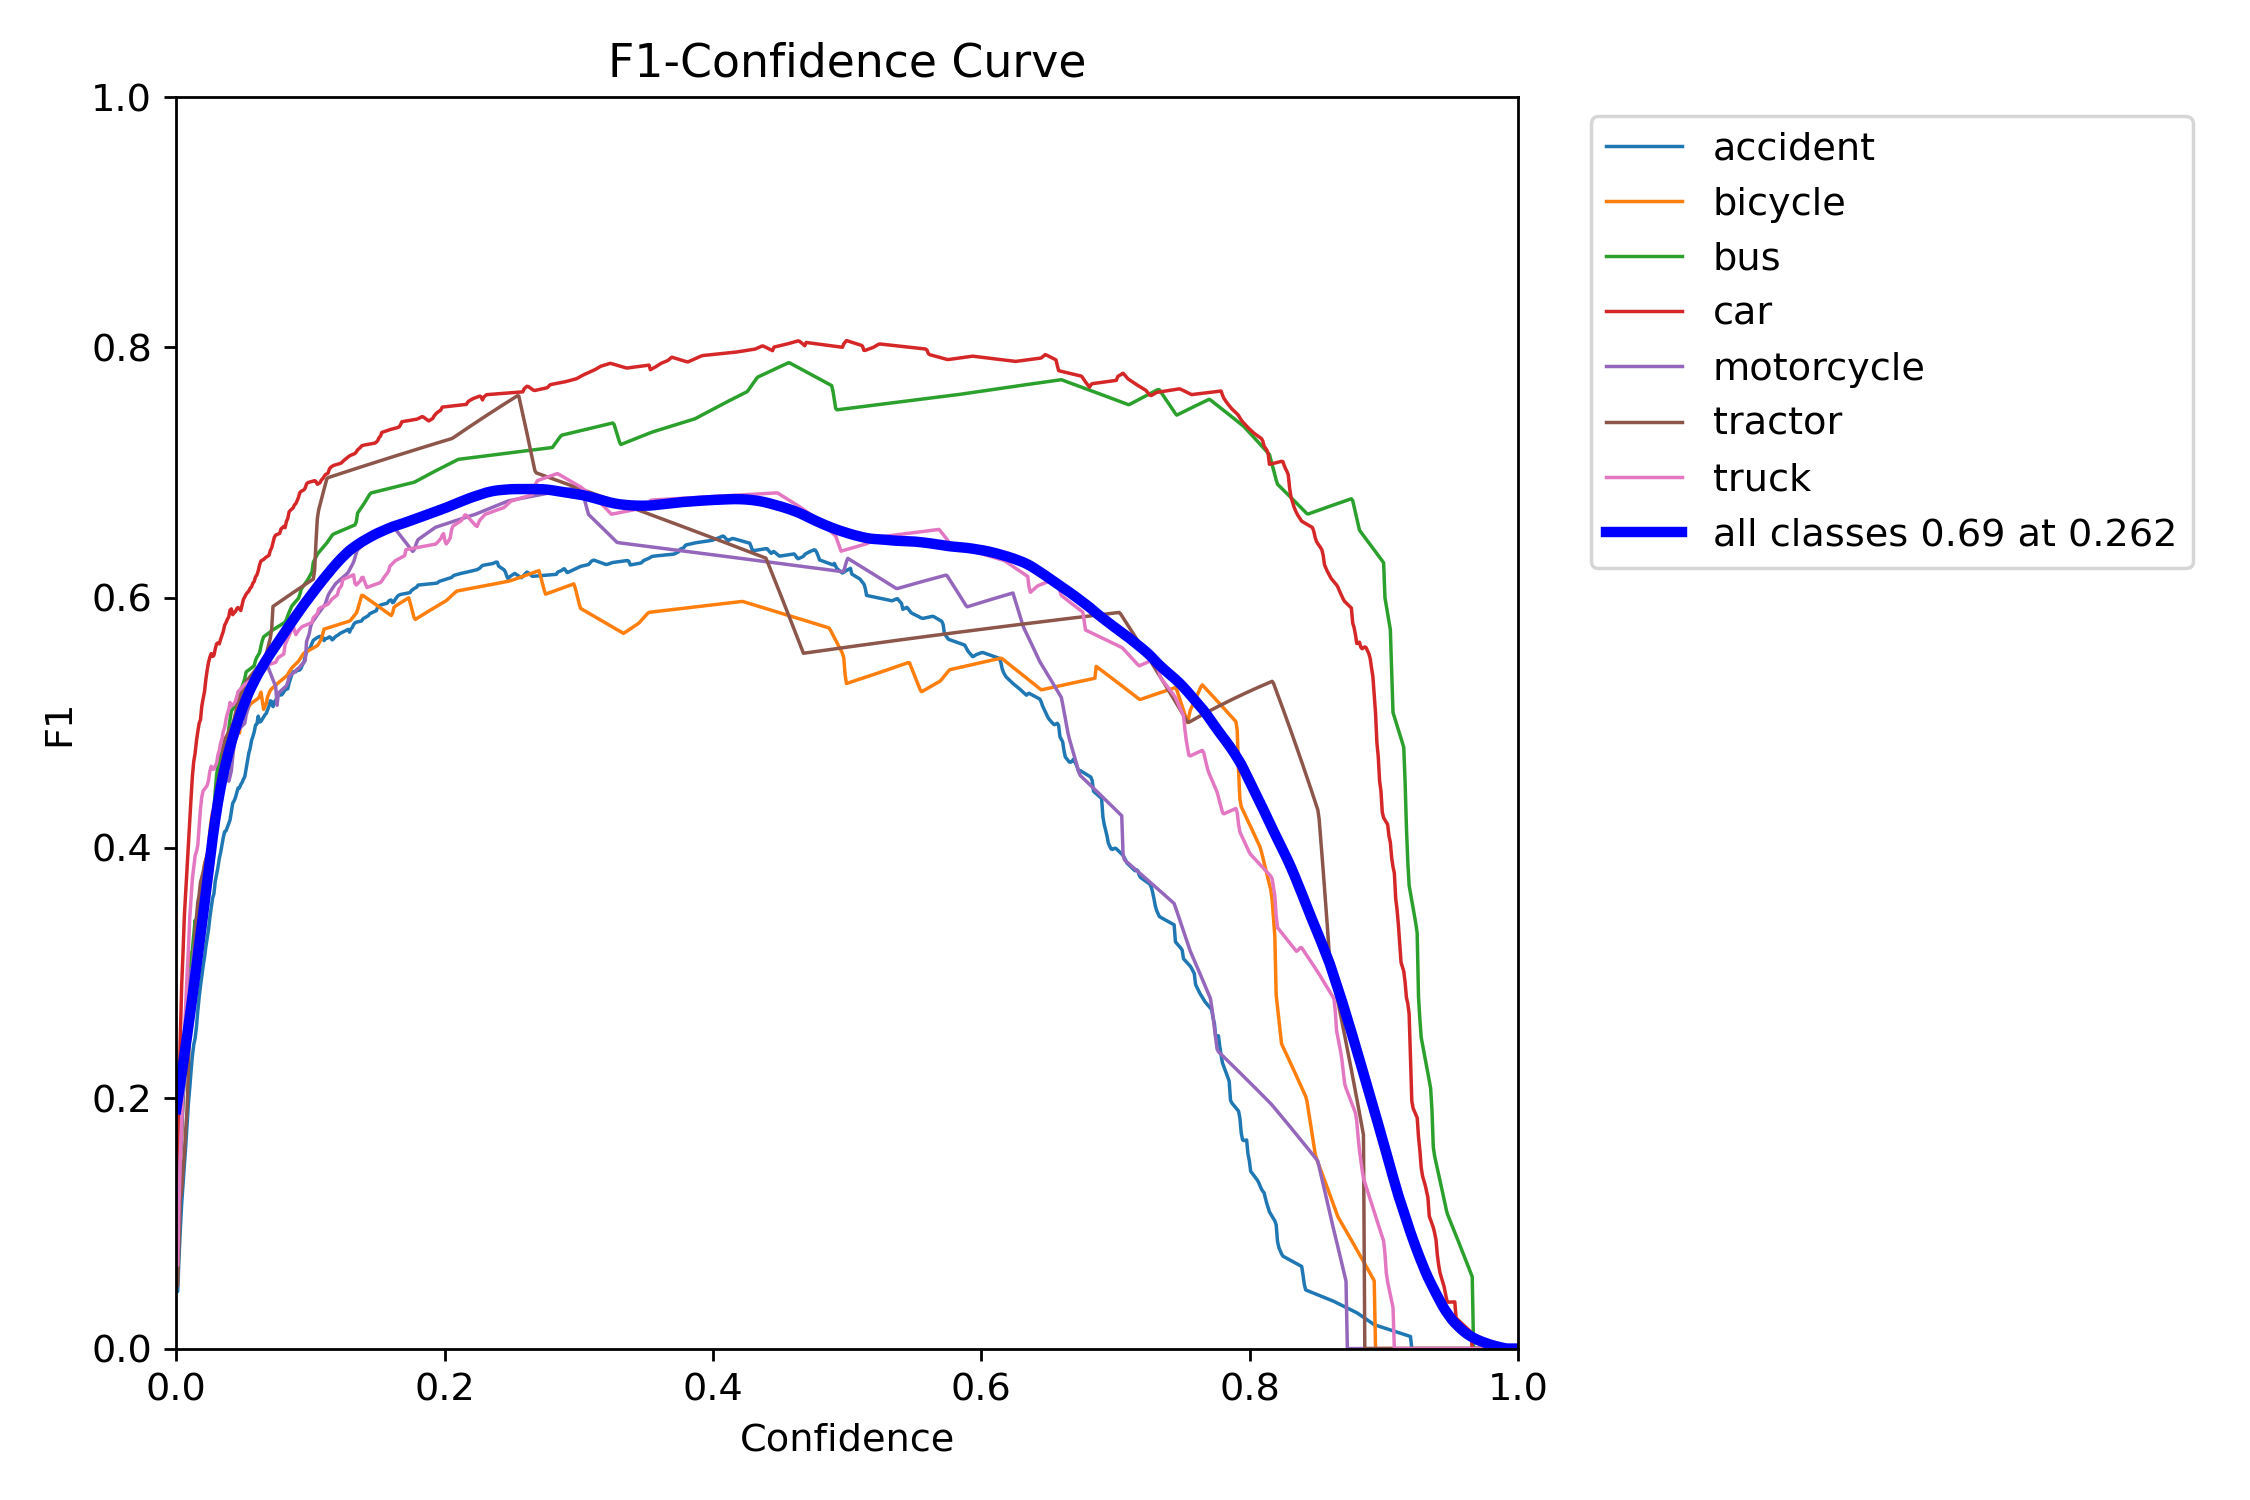 F1-Confidence Curve
1.0
0.8
0.6
0.4
0.2
0.0
F1
0.0 0.2 0.4 0.6 0.8 1.0
Confidence
accident
bicycle
bus
car
motorcycle
tractor
truck
all classes 0.69 at 0.262